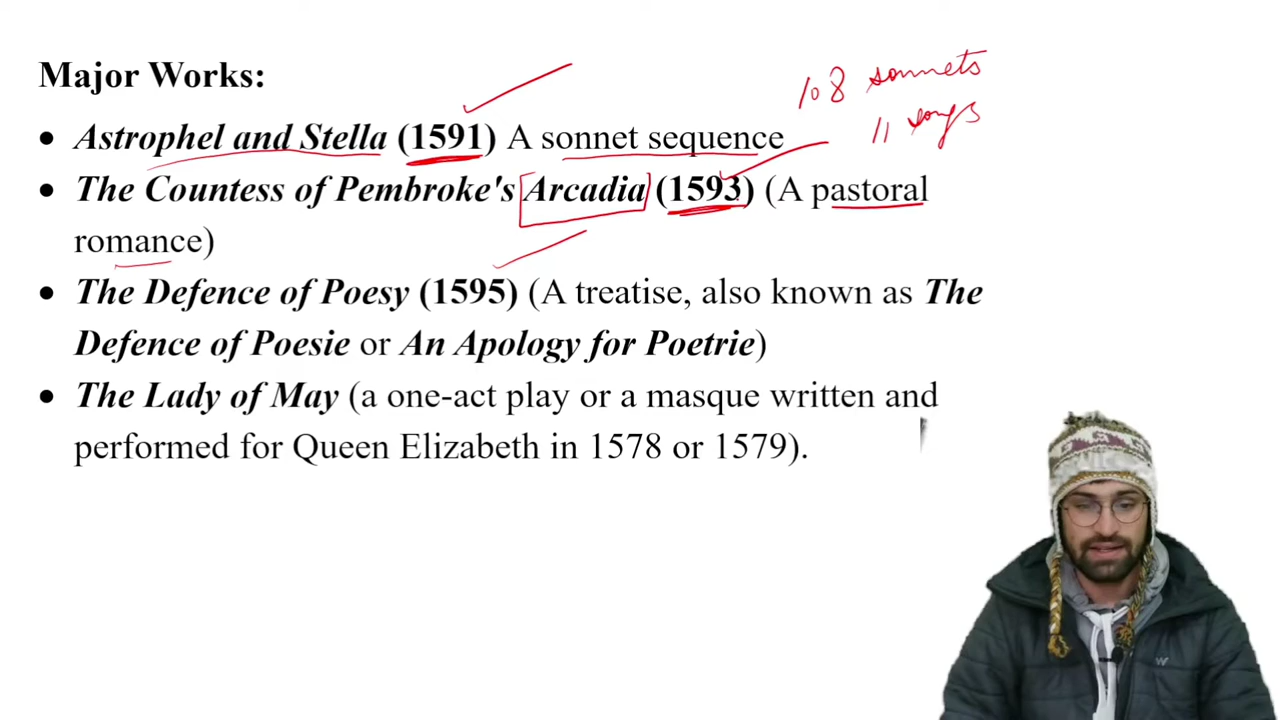 Major Works:
108 sonnets
11 songs
• Astrophel and Stella (1591) A sonnet sequence
• The Countess of Pembroke's Arcadia (1593) (A pastoral
romance)
• The Defence of Poesy (1595) (A treatise, also known as The
Defence of Poesie or An Apology for Poetrie)
• The Lady of May (a one-act play or a masque written and
performed for Queen Elizabeth in 1578 or 1579).